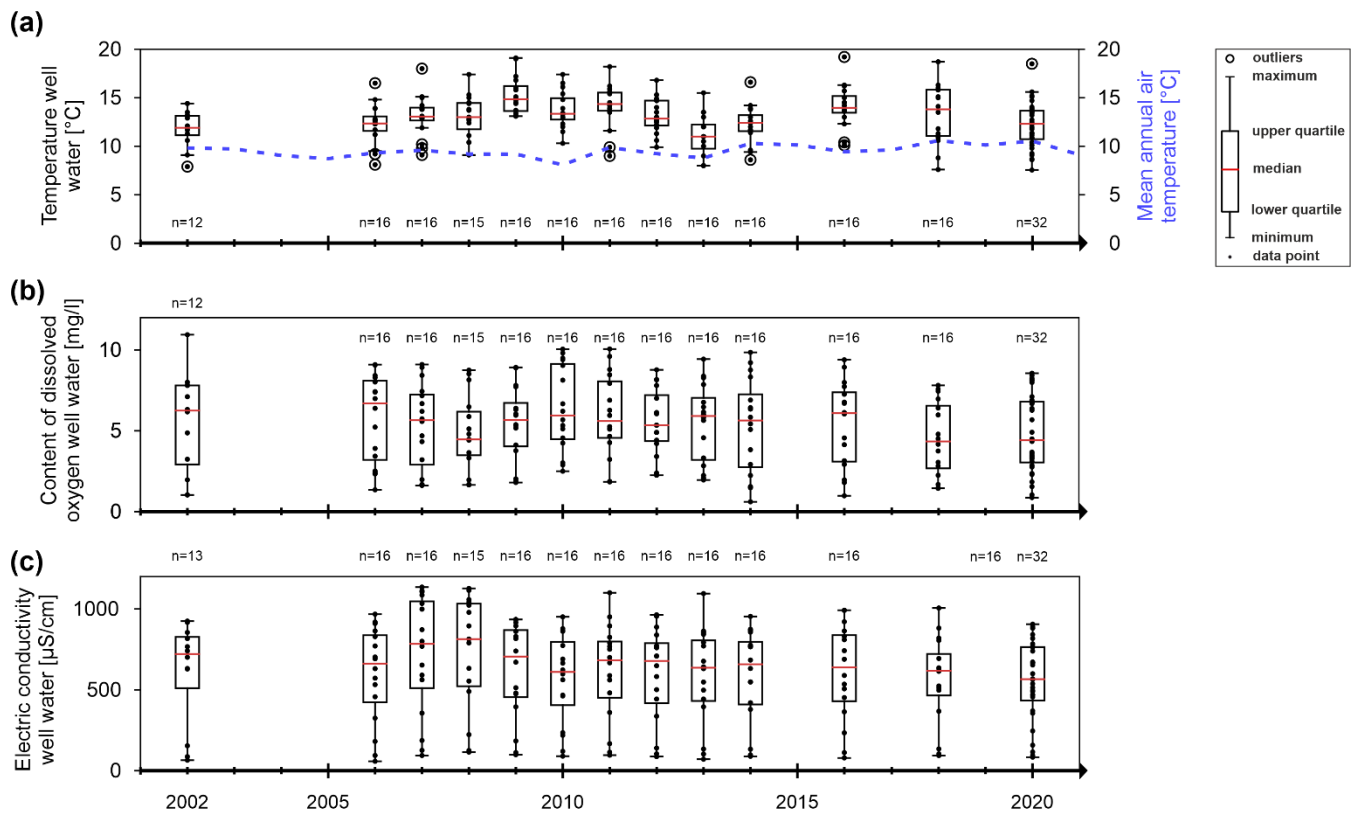 (a)
Temperature well
water [°C]
20
15
10
5
0
n=12 n=16 n=16 n=15 n=16 n=16 n=16 n=16 n=16 n=16 n=16 n=16 n=32
20
15
10
5
0
Mean annual air
temperature [°C]
outliers
maximum
upper quartile
median
lower quartile
minimum
data point
(b)
Content of dissolved
oxygen well water [mg/l]
n=12
n=16 n=16 n=15 n=16 n=16 n=16 n=16 n=16 n=16 n=16 n=16 n=32
10
5
0
(c)
Electric conductivity
well water [µS/cm]
n=13 n=16 n=16 n=15 n=16 n=16 n=16 n=16 n=16 n=16 n=16 n=16 n=32
1000
500
0
2002 2005 2010 2015 2020